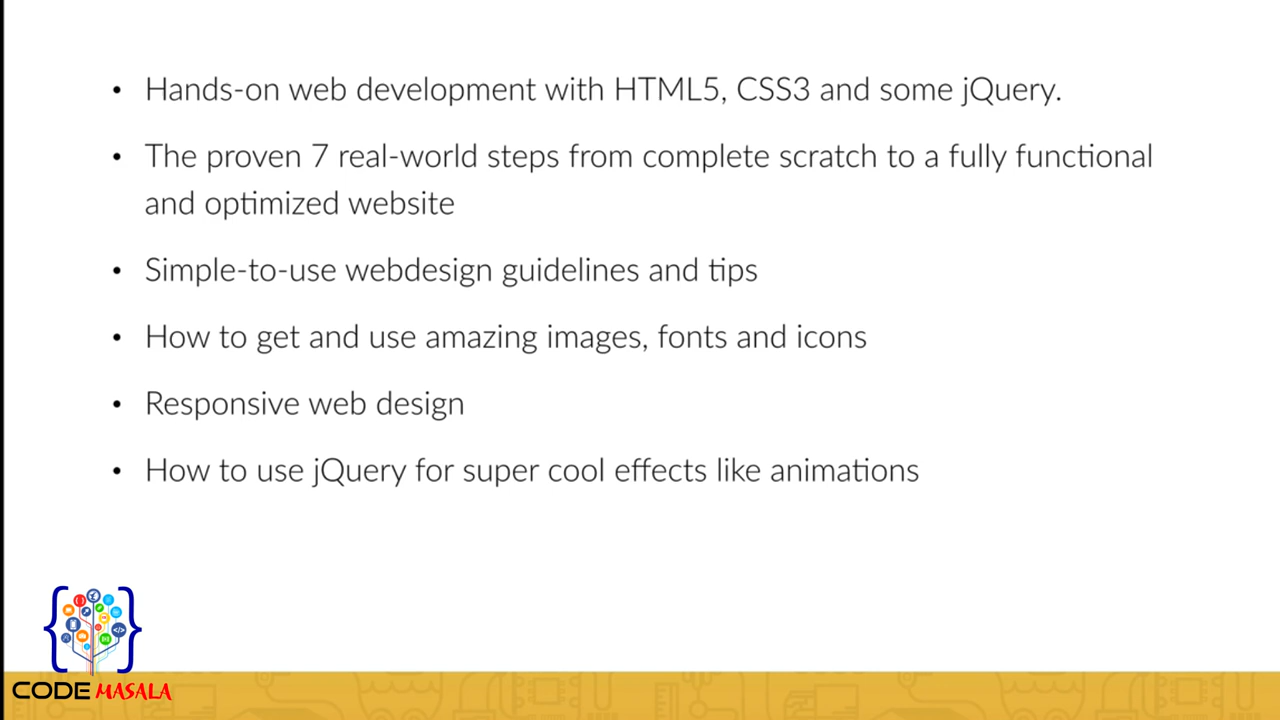 • Hands-on web development with HTML5, CSS3 and some jQuery.
• The proven 7 real-world steps from complete scratch to a fully functional
and optimized website
• Simple-to-use webdesign guidelines and tips
• How to get and use amazing images, fonts and icons
• Responsive web design
• How to use jQuery for super cool effects like animations
CODE MASALA